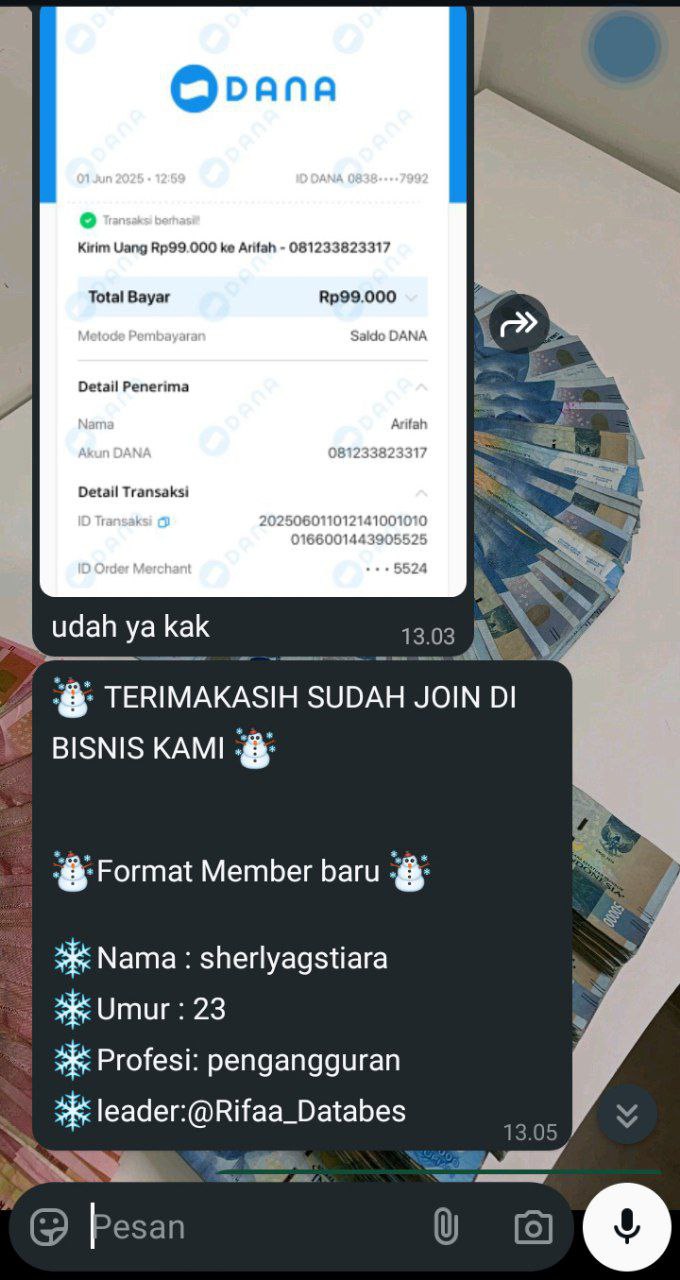 DANA
01 Jun 2025 • 12:59 ID DANA 0838••••7992
Transaksi berhasil!
Kirim Uang Rp99.000 ke Arifah - 081233823317
Total Bayar Rp99.000
Metode Pembayaran Saldo DANA
Detail Penerima
Nama Arifah
Akun DANA 081233823317
Detail Transaksi
ID Transaksi 202506011012141001010
0166001443905525
ID Order Merchant • • • 5524
udah ya kak
13.03
TERIMAKASIH SUDAH JOIN DI
BISNIS KAMI
Format Member baru
Nama : sherlyagstiara
Umur : 23
Profesi: pengangguran
leader:@Rifaa_Databes
13.05
Pesan